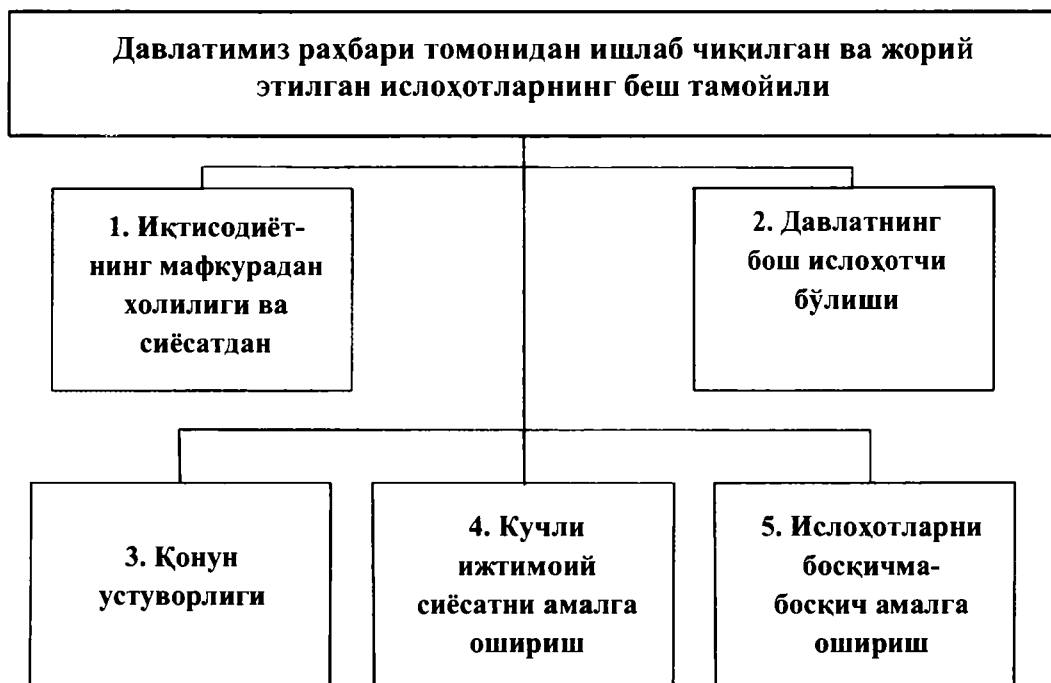 Давлатимиз раҳбари томонидан ишлаб чиқилган ва жорий
этилган ислоҳотларнинг беш тамойили
1. Иқтисодиёт-
нинг мафкурадан
холилиги ва
сиёсатдан
2. Давлатнинг
бош ислоҳотчи
бўлиши
3. Қонун
устуворлиги
4. Кучли
ижтимоий
сиёсатни амалга
ошириш
5. Ислоҳотларни
босқичма-
босқич амалга
ошириш